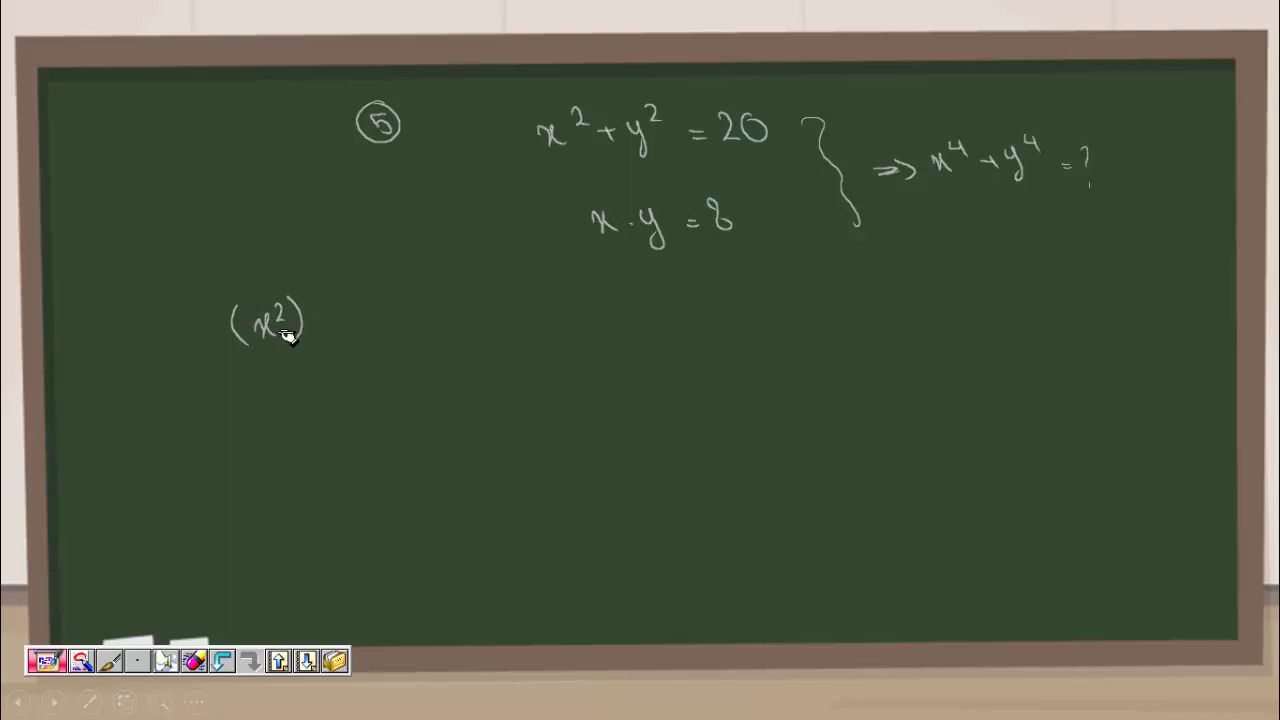 ⑤ x² + y² = 20
x · y = 8
} ⇒ x⁴ + y⁴ = ?
(x²)